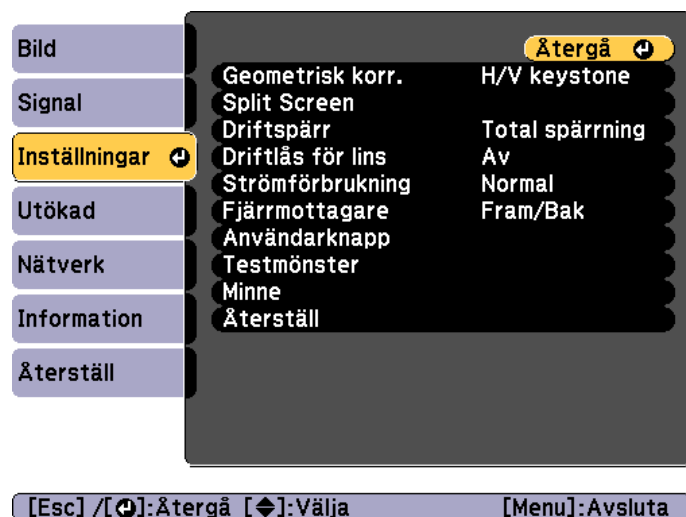 Bild
Signal
Inställningar
Utökad
Nätverk
Information
Återställ
Återgå
Geometrisk korr. H/V keystone
Split Screen
Driftspärr Total spärrning
Driftlås för lins Av
Strömförbrukning Normal
Fjärrmottagare Fram/Bak
Användarknapp
Testmönster
Minne
Återställ
[Esc] /[⏎]:Återgå [◆]:Välja [Menu]:Avsluta